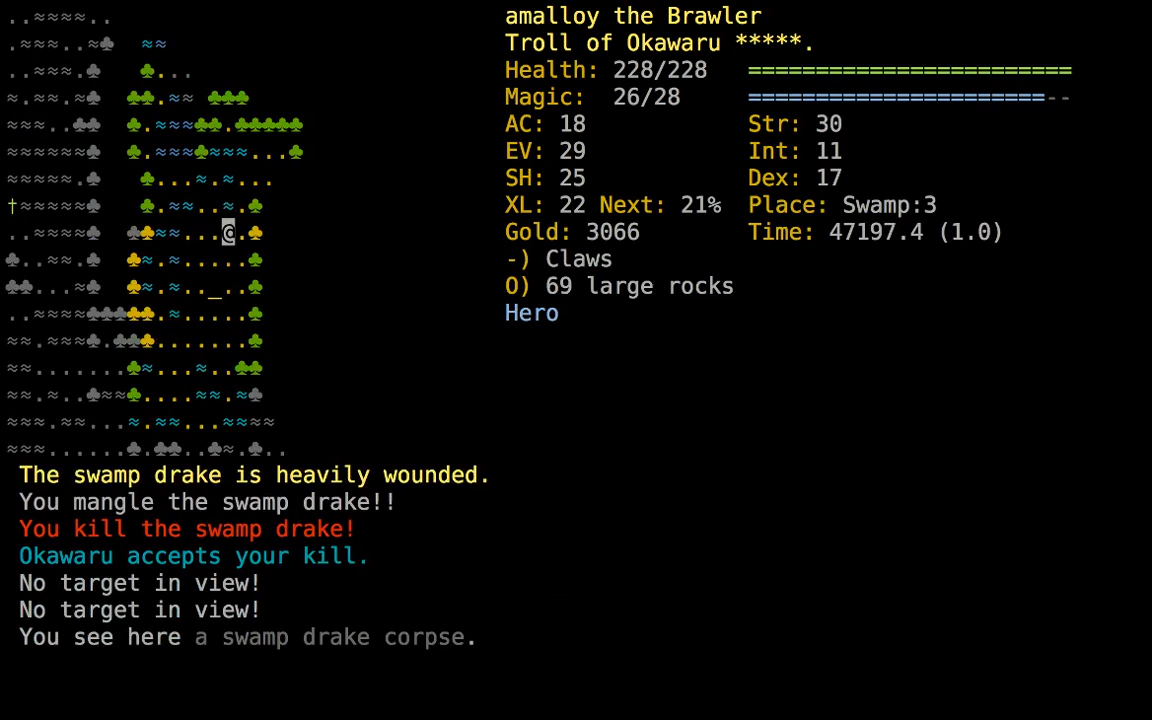 amalloy the Brawler
Troll of Okawaru *****.
Health: 228/228 ========================
Magic: 26/28 ======================--
AC: 18 Str: 30
EV: 29 Int: 11
SH: 25 Dex: 17
XL: 22 Next: 21% Place: Swamp:3
Gold: 3066 Time: 47197.4 (1.0)
-) Claws
O) 69 large rocks
Hero
The swamp drake is heavily wounded.
You mangle the swamp drake!!
You kill the swamp drake!
Okawaru accepts your kill.
No target in view!
No target in view!
You see here a swamp drake corpse.